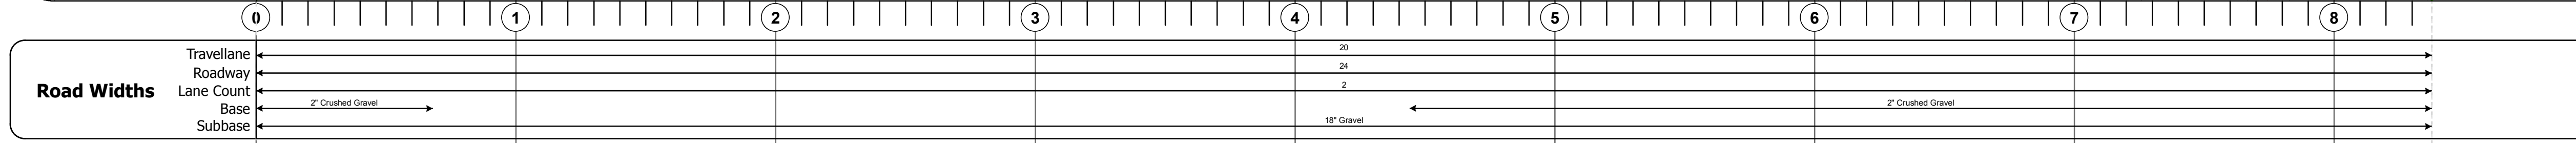 0 1 2 3 4 5 6 7 8
Road Widths
Travellane 20
Roadway 24
Lane Count 2
Base 2" Crushed Gravel 2" Crushed Gravel
Subbase 18" Gravel